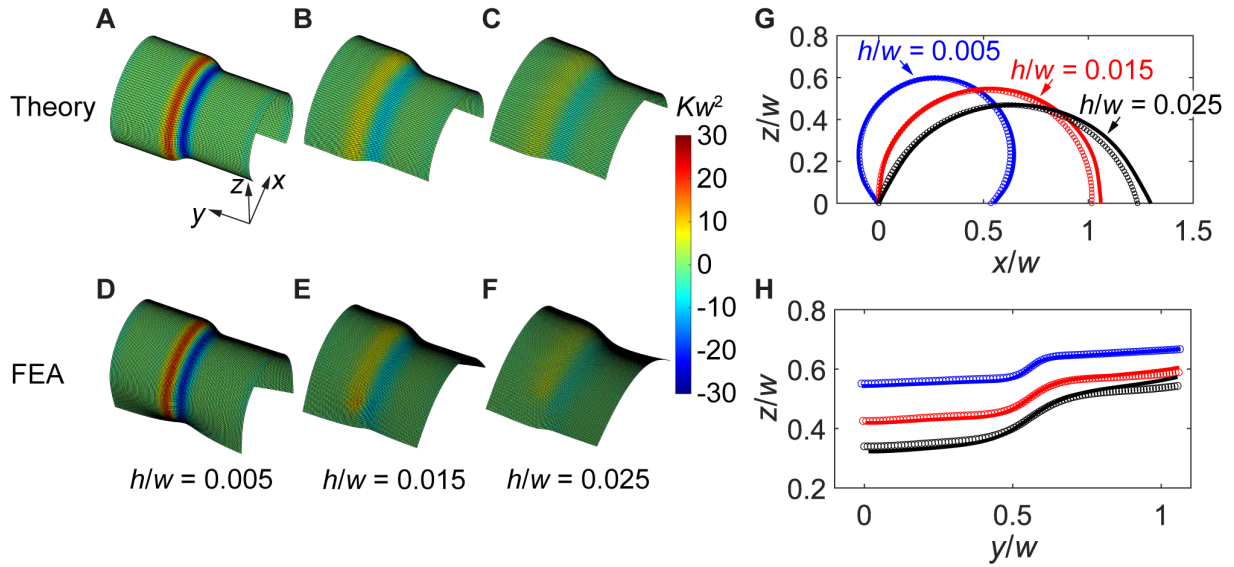 A
B
C
Theory
z
x
y
Kw²
30
20
10
0
-10
-20
-30
D
E
F
FEA
h/w = 0.005
h/w = 0.015
h/w = 0.025
G
0.8
0.6
0.4
0.2
0
z/w
h/w = 0.005
h/w = 0.015
h/w = 0.025
0
0.5
1
1.5
x/w
H
0.8
0.6
0.4
0.2
z/w
0
0.5
1
y/w